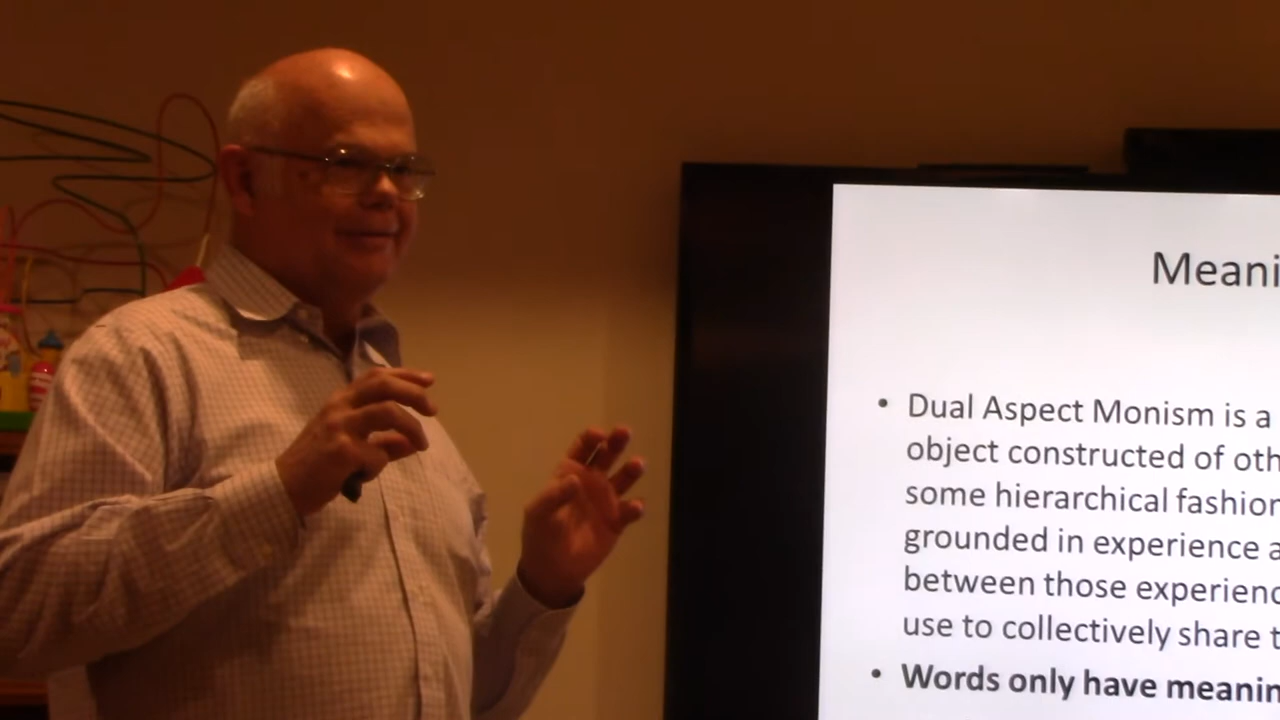 Meani
Dual Aspect Monism is a
object constructed of oth
some hierarchical fashion
grounded in experience a
between those experienc
use to collectively share t
Words only have meanin